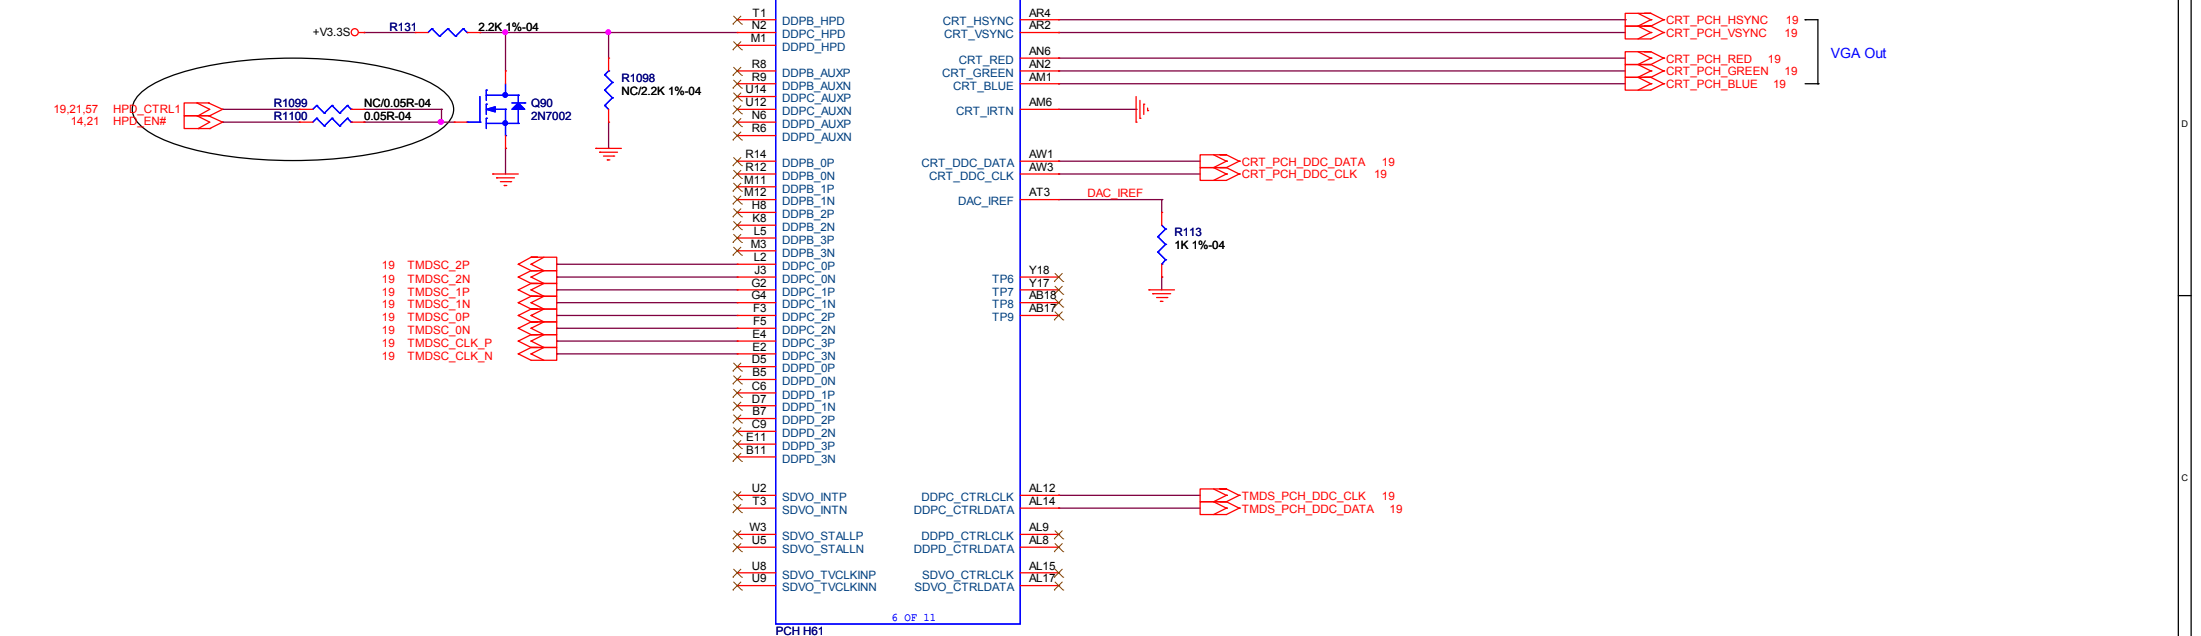 T1 DDPB_HPD
N2 DDPC_HPD
M1 DDPD_HPD
+V3.3S R131 2.2K 1%-04
R1098
NC/2.2K 1%-04
19,21,57 HPD_CTRL1 R1099 NC/0.05R-04
14,21 HPD_EN# R1100 0.05R-04
Q90
2N7002
R8 DDPB_AUXP
R9 DDPB_AUXN
U14 DDPC_AUXP
U12 DDPC_AUXN
N6 DDPD_AUXP
R6 DDPD_AUXN
R14 DDPB_0P
R12 DDPB_0N
M11 DDPB_1P
M12 DDPB_1N
H8 DDPB_2P
K8 DDPB_2N
L5 DDPB_3P
M3 DDPB_3N
19 TMDSC_2P L2 DDPC_0P
19 TMDSC_2N J3 DDPC_0N
19 TMDSC_1P G2 DDPC_1P
19 TMDSC_1N G4 DDPC_1N
19 TMDSC_0P F3 DDPC_2P
19 TMDSC_0N F5 DDPC_2N
19 TMDSC_CLK_P E4 DDPC_3P
19 TMDSC_CLK_N E2 DDPC_3N
D5 DDPD_0P
B5 DDPD_0N
C6 DDPD_1P
D7 DDPD_1N
B7 DDPD_2P
C9 DDPD_2N
E11 DDPD_3P
B11 DDPD_3N
U2 SDVO_INTP
T3 SDVO_INTN
W3 SDVO_STALLP
U5 SDVO_STALLN
U8 SDVO_TVCLKINP
U9 SDVO_TVCLKINN
CRT_HSYNC AR4 CRT_PCH_HSYNC 19
CRT_VSYNC AR2 CRT_PCH_VSYNC 19
CRT_RED AN6 CRT_PCH_RED 19
CRT_GREEN AN2 CRT_PCH_GREEN 19
CRT_BLUE AM1 CRT_PCH_BLUE 19
VGA Out
CRT_IRTN AM6
CRT_DDC_DATA AW1 CRT_PCH_DDC_DATA 19
CRT_DDC_CLK AW3 CRT_PCH_DDC_CLK 19
DAC_IREF AT3 DAC_IREF
R113
1K 1%-04
TP6 Y18
TP7 Y17
TP8 AB18
TP9 AB17
DDPC_CTRLCLK AL12 TMDS_PCH_DDC_CLK 19
DDPC_CTRLDATA AL14 TMDS_PCH_DDC_DATA 19
DDPD_CTRLCLK AL9
DDPD_CTRLDATA AL8
SDVO_CTRLCLK AL15
SDVO_CTRLDATA AL17
6 OF 11
PCH H61
D
C